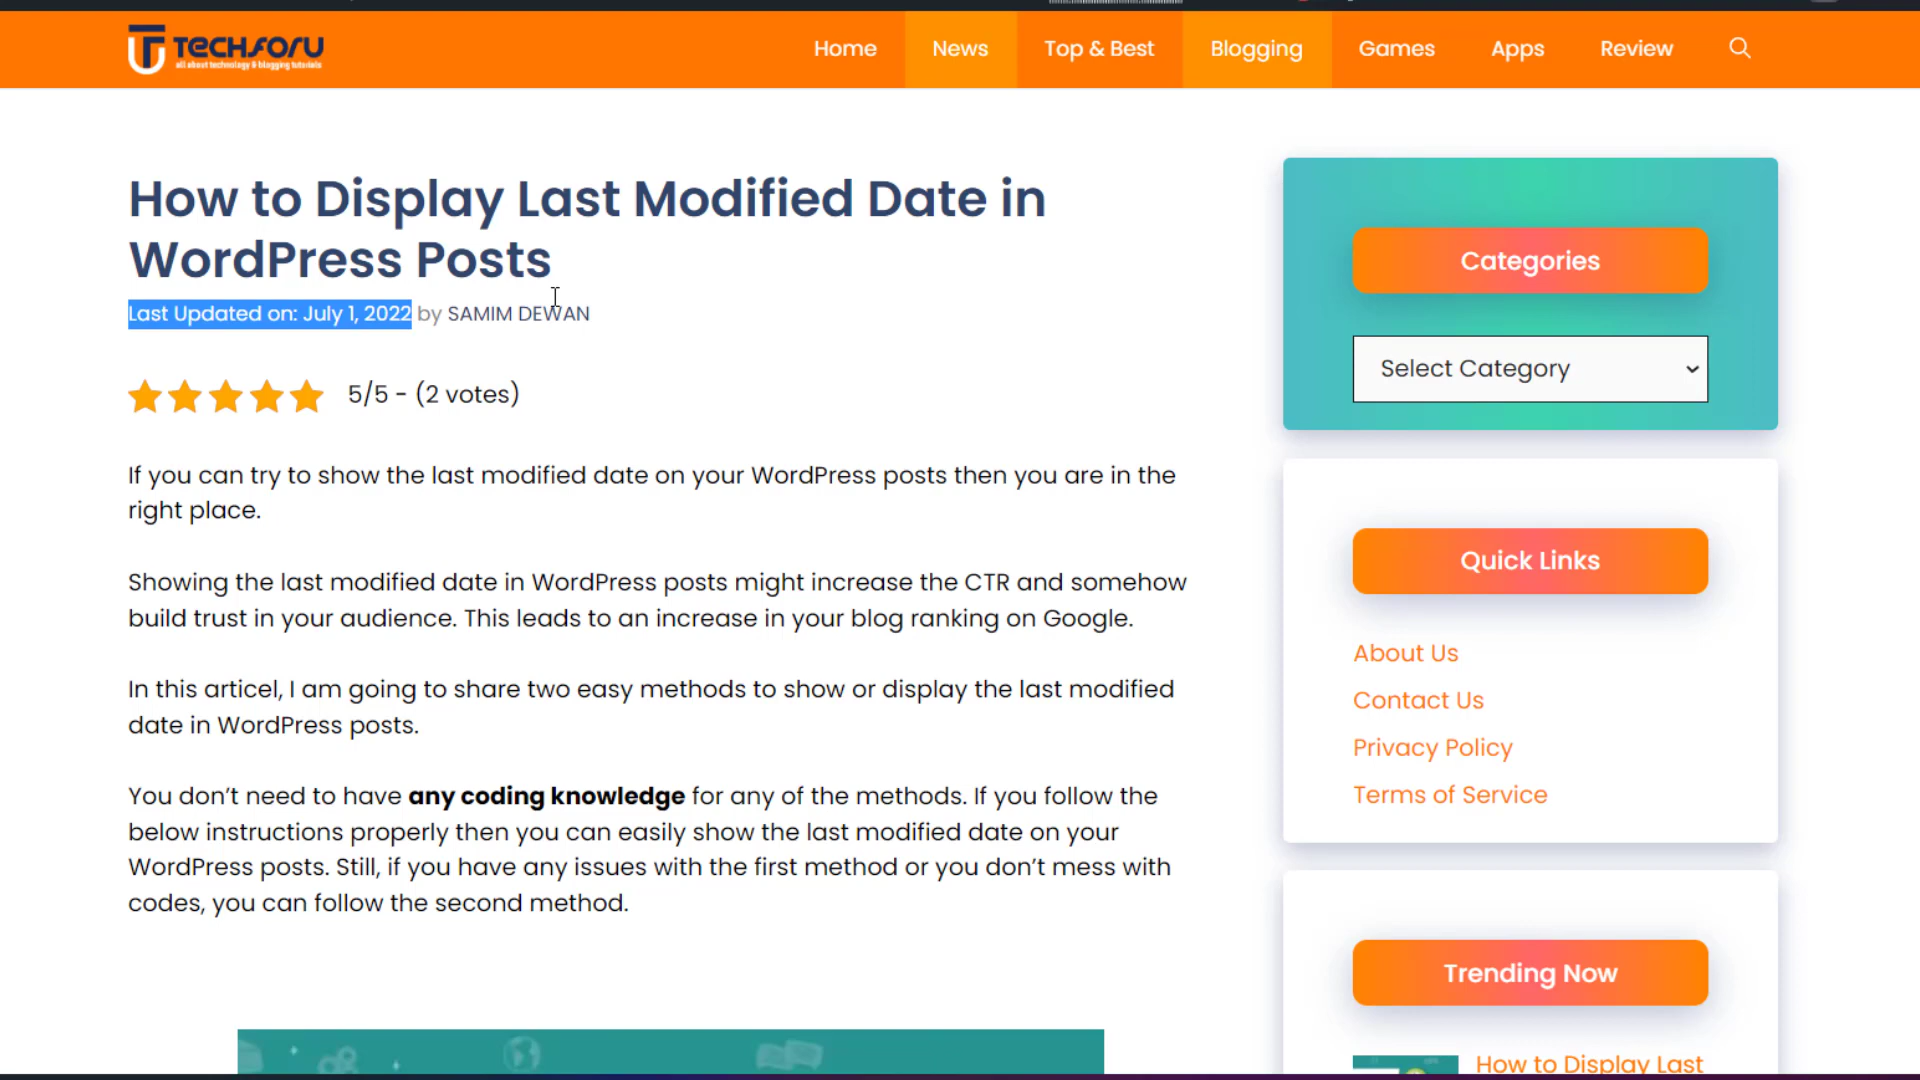 TECHFORU
all about technology & blogging tutorials
Home News Top & Best Blogging Games Apps Review
How to Display Last Modified Date in
WordPress Posts
Last Updated on: July 1, 2022 by SAMIM DEWAN
5/5 - (2 votes)
If you can try to show the last modified date on your WordPress posts then you are in the
right place.
Showing the last modified date in WordPress posts might increase the CTR and somehow
build trust in your audience. This leads to an increase in your blog ranking on Google.
In this articel, I am going to share two easy methods to show or display the last modified
date in WordPress posts.
You don’t need to have any coding knowledge for any of the methods. If you follow the
below instructions properly then you can easily show the last modified date on your
WordPress posts. Still, if you have any issues with the first method or you don’t mess with
codes, you can follow the second method.
Categories
Select Category
Quick Links
About Us
Contact Us
Privacy Policy
Terms of Service
Trending Now
How to Display Last